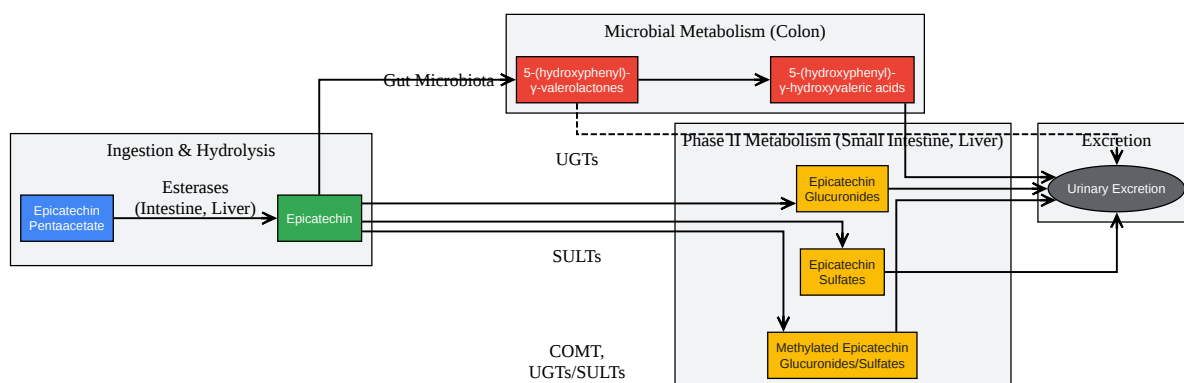 Microbial Metabolism (Colon)
Gut Microbiota
5-(hydroxyphenyl)-
γ-valerolactones
5-(hydroxyphenyl)-
γ-hydroxyvaleric acids
Ingestion & Hydrolysis
Esterases
(Intestine, Liver)
Epicatechin
Pentaacetate
Epicatechin
UGTs
SULTs
COMT,
UGTs/SULTs
Phase II Metabolism (Small Intestine, Liver)
Epicatechin
Glucuronides
Epicatechin
Sulfates
Methylated Epicatechin
Glucuronides/Sulfates
Excretion
Urinary Excretion